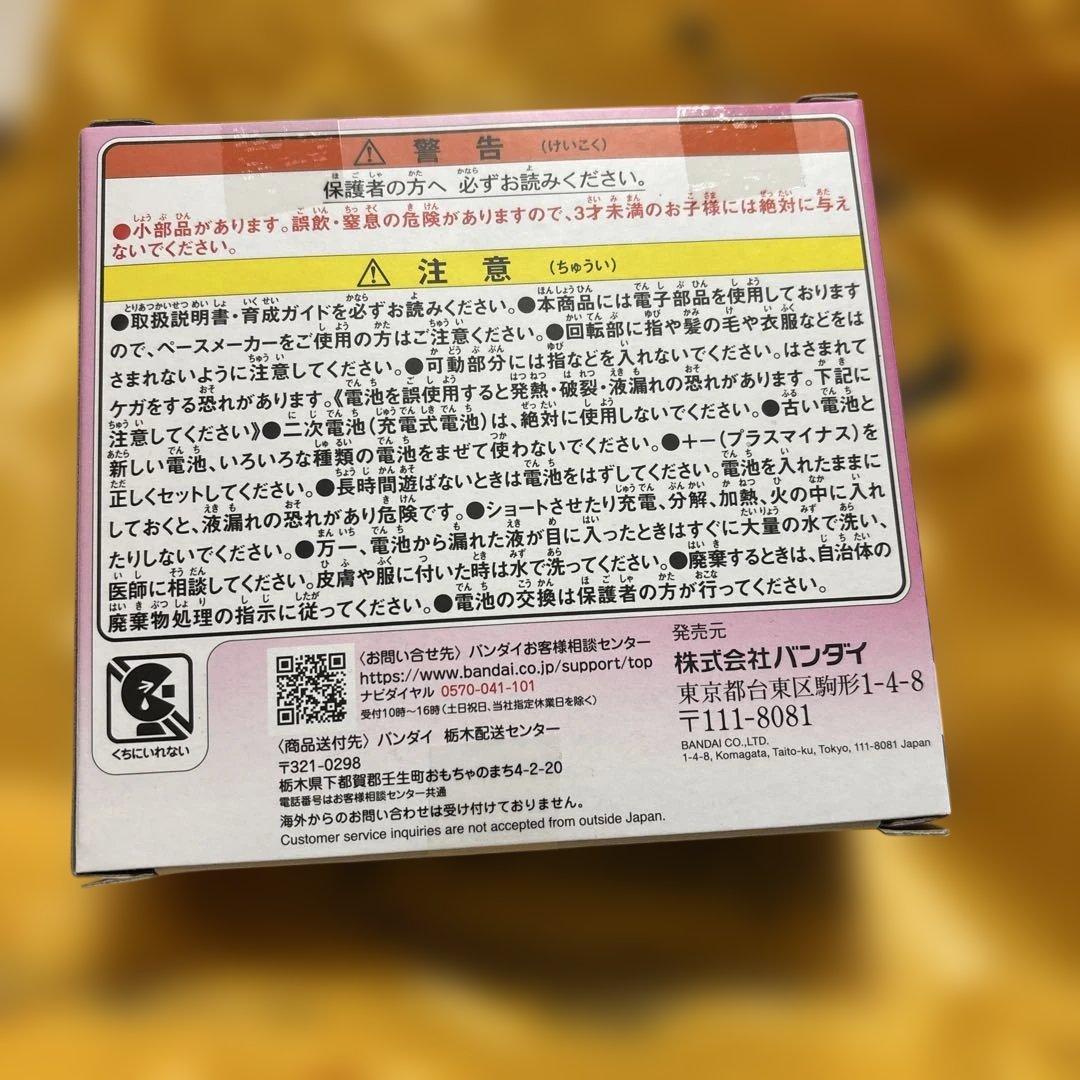 警告 (けいこく)
保護者の方へ 必ずお読みください。
●小部品があります。誤飲・窒息の危険がありますので、3才未満のお子様には絶対に与え
ないでください。
注意 (ちゅうい)
●取扱説明書・育成ガイドを必ずお読みください。●本商品には電子部品を使用しております
ので、ペースメーカーをご使用の方はご注意ください。●回転部に指や髪の毛や衣服などをは
さまれないように注意してください。●可動部分には指などを入れないでください。はさまれて
ケガをする恐れがあります。《電池を誤使用すると発熱・破裂・液漏れの恐れがあります。下記に
注意してください》●二次電池(充電式電池)は、絶対に使用しないでください。●古い電池と
新しい電池、いろいろな種類の電池をまぜて使わないでください。●+−(プラスマイナス)を
正しくセットしてください。●長時間遊ばないときは電池をはずしてください。電池を入れたままに
しておくと、液漏れの恐れがあり危険です。●ショートさせたり充電、分解、加熱、火の中に入れ
たりしないでください。●万一、電池から漏れた液が目に入ったときはすぐに大量の水で洗い、
医師に相談してください。皮膚や服に付いた時は水で洗ってください。●廃棄するときは、自治体の
廃棄物処理の指示に従ってください。●電池の交換は保護者の方が行ってください。
くちにいれない
〈お問い合せ先〉バンダイお客様相談センター
https://www.bandai.co.jp/support/top
ナビダイヤル 0570-041-101
受付10時～16時(土日祝日、当社指定休業日を除く)
〈商品送付先〉バンダイ 栃木配送センター
〒321-0298
栃木県下都賀郡壬生町おもちゃのまち4-2-20
電話番号はお客様相談センター共通
海外からのお問い合わせは受け付けておりません。
Customer service inquiries are not accepted from outside Japan.
発売元
株式会社バンダイ
東京都台東区駒形1-4-8
〒111-8081
BANDAI CO.,LTD.
1-4-8, Komagata, Taito-ku, Tokyo, 111-8081 Japan